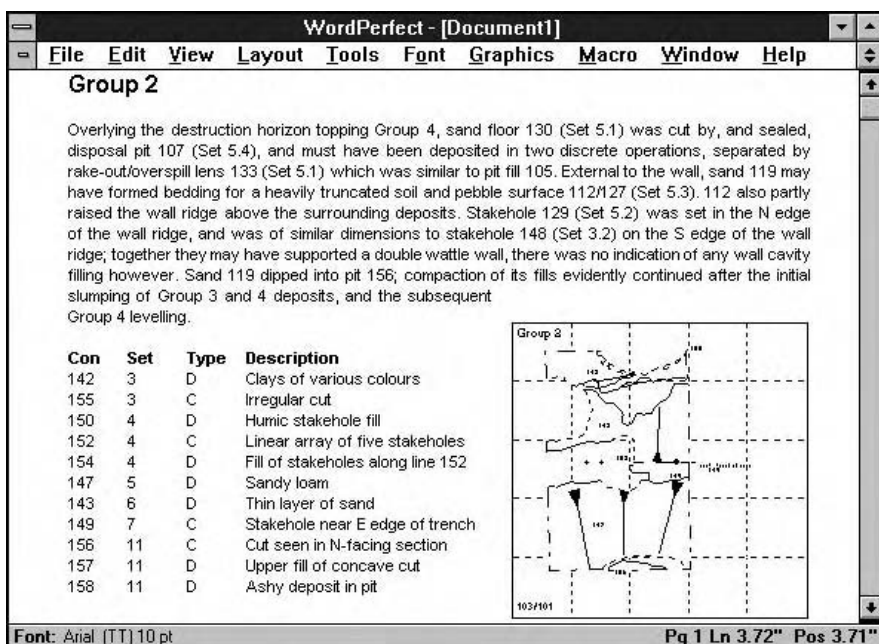 WordPerfect - [Document1]
File Edit View Layout Tools Font Graphics Macro Window Help
Group 2
Overlying the destruction horizon topping Group 4, sand floor 130 (Set 5.1) was cut by, and sealed,
disposal pit 107 (Set 5.4), and must have been deposited in two discrete operations, separated by
rake-out/overspill lens 133 (Set 5.1) which was similar to pit fill 105. External to the wall, sand 119 may
have formed bedding for a heavily truncated soil and pebble surface 112/127 (Set 5.3). 112 also partly
raised the wall ridge above the surrounding deposits. Stakehole 129 (Set 5.2) was set in the N edge
of the wall ridge, and was of similar dimensions to stakehole 148 (Set 3.2) on the S edge of the wall
ridge; together they may have supported a double wattle wall, there was no indication of any wall cavity
filling however. Sand 119 dipped into pit 156; compaction of its fills evidently continued after the initial
slumping of Group 3 and 4 deposits, and the subsequent
Group 4 levelling.
Con Set Type Description
142 3 D Clays of various colours
155 3 C Irregular cut
150 4 D Humic stakehole fill
152 4 C Linear array of five stakeholes
154 4 D Fill of stakeholes along line 152
147 5 D Sandy loam
143 6 D Thin layer of sand
149 7 C Stakehole near E edge of trench
156 11 C Cut seen in N-facing section
157 11 D Upper fill of concave cut
158 11 D Ashy deposit in pit
Group 2
143
147
103/101
Font: Arial (TT) 10 pt Pg 1 Ln 3.72" Pos 3.71"